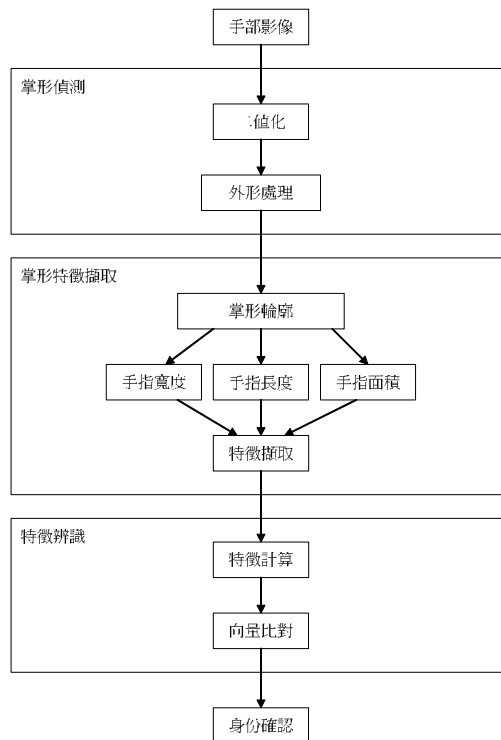 手部影像
掌形偵測
二值化
外形處理
掌形特徵擷取
掌形輪廓
手指寬度
手指長度
手指面積
特徵擷取
特徵辨識
特徵計算
向量比對
身份確認